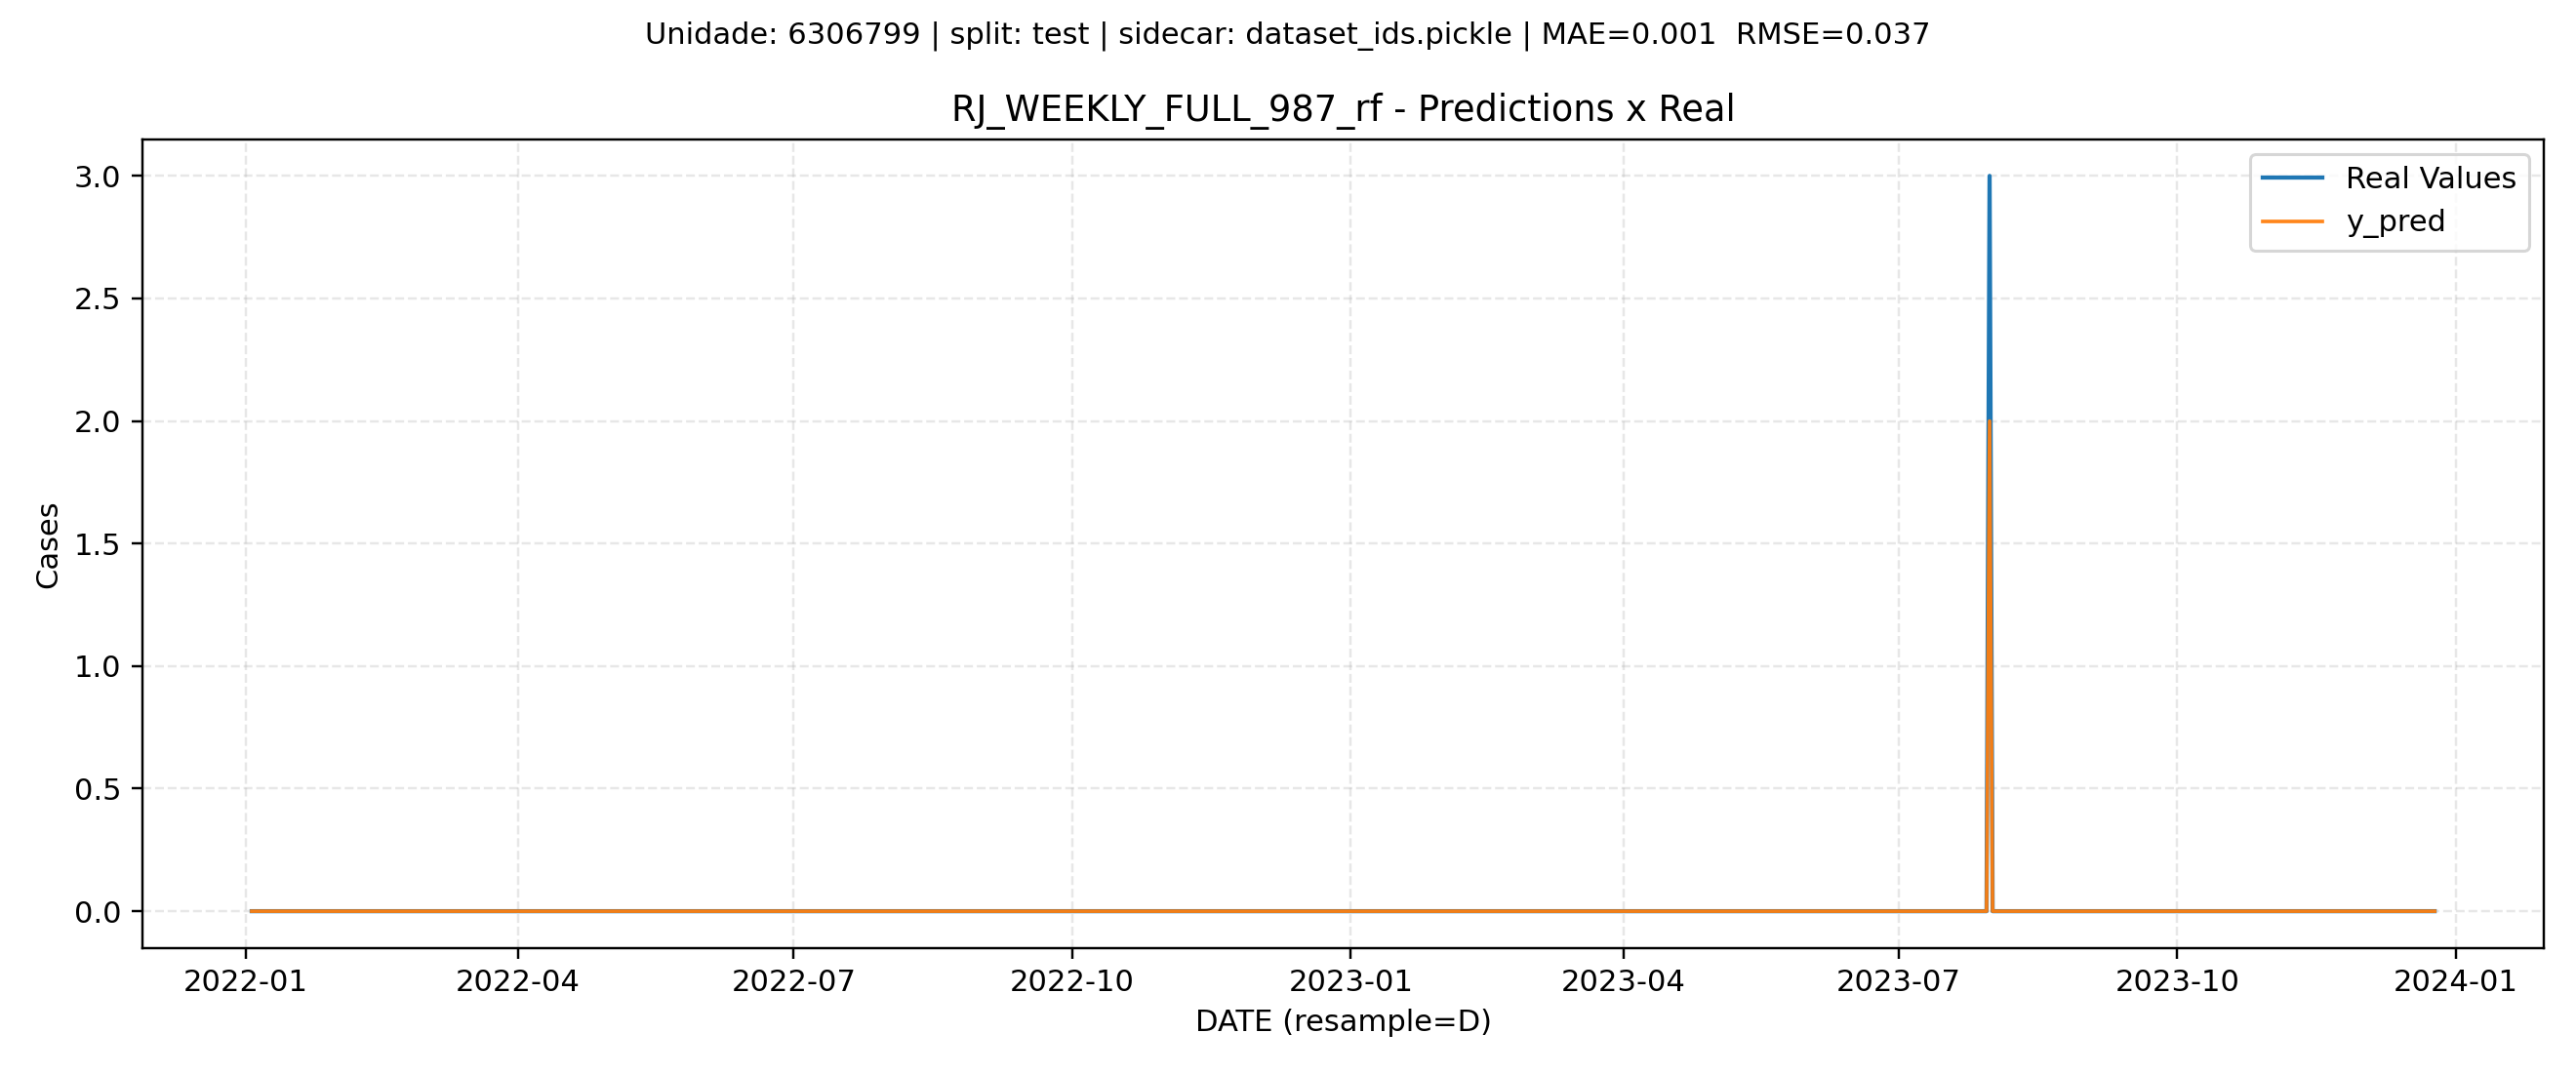 Unidade: 6306799 | split: test | sidecar: dataset_ids.pickle | MAE=0.001  RMSE=0.037
RJ_WEEKLY_FULL_987_rf - Predictions x Real
Real Values
y_pred
Cases
3.0
2.5
2.0
1.5
1.0
0.5
0.0
2022-01 2022-04 2022-07 2022-10 2023-01 2023-04 2023-07 2023-10 2024-01
DATE (resample=D)